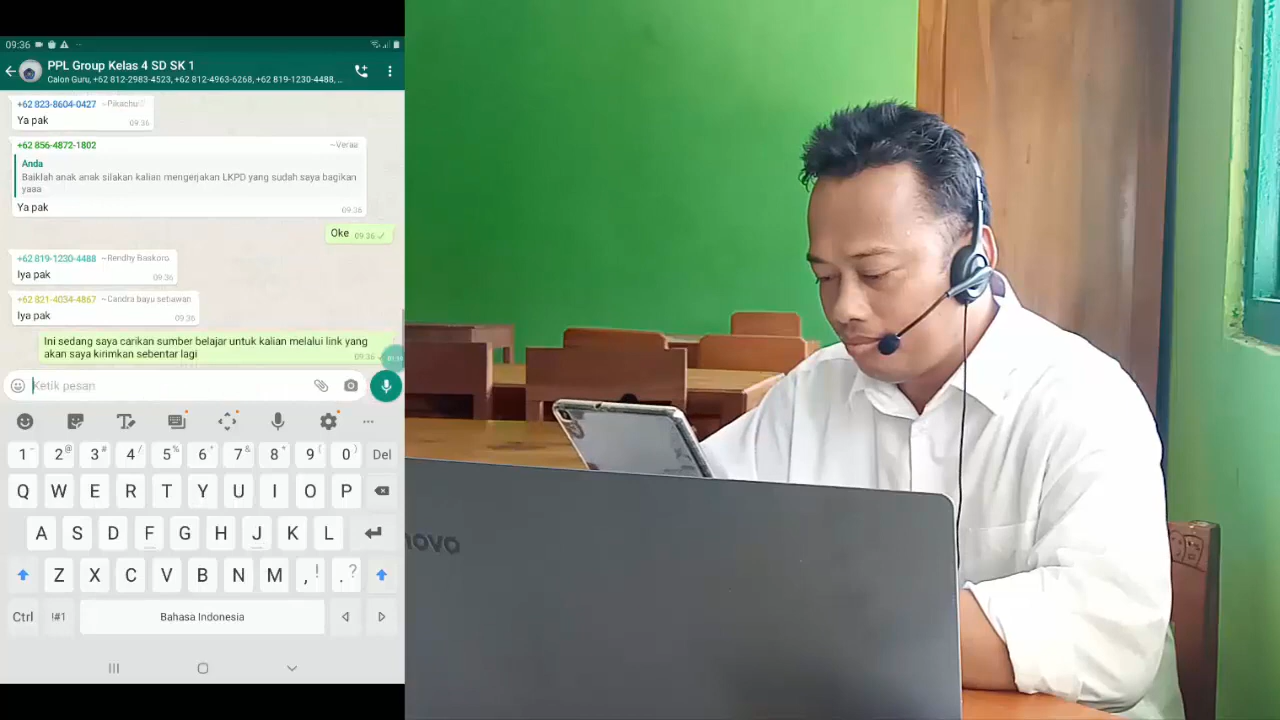 09:36
PPL Group Kelas 4 SD SK 1
Calon Guru, +62 812-2983-4523, +62 812-4963-6268, +62 819-1230-4488, ...
+62 823-8604-0427 ~Pikachu
Ya pak
09:36
+62 856-4872-1802 ~Veraa
Anda
Baiklah anak anak silakan kalian mengerjakan LKPD yang sudah saya bagikan
yaaa
Ya pak
09:36
Oke 09:36
+62 819-1230-4488 ~Rendhy Baskoro
Iya pak
09:36
+62 821-4034-4867 ~Candra bayu setiawan
Iya pak
09:36
Ini sedang saya carikan sumber belajar untuk kalian melalui link yang
akan saya kirimkan sebentar lagi
09:36
Ketik pesan
1 2@ 3# 4/ 5% 6^ 7& 8* 9( 0) Del
Q W E R T Y U I O P
A S D F G H J K L
Z X C V B N M ,! .?
Ctrl !#1 Bahasa Indonesia
novo